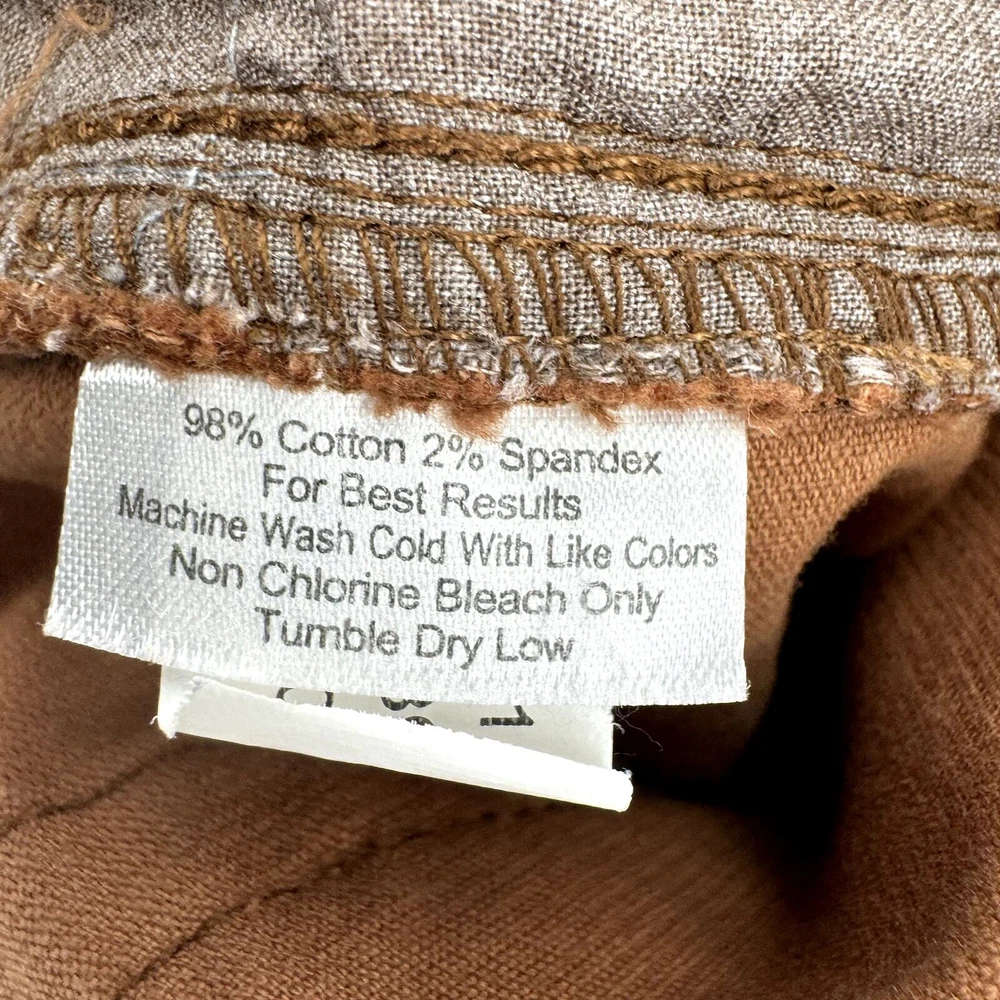 98% Cotton 2% Spandex
For Best Results
Machine Wash Cold With Like Colors
Non Chlorine Bleach Only
Tumble Dry Low